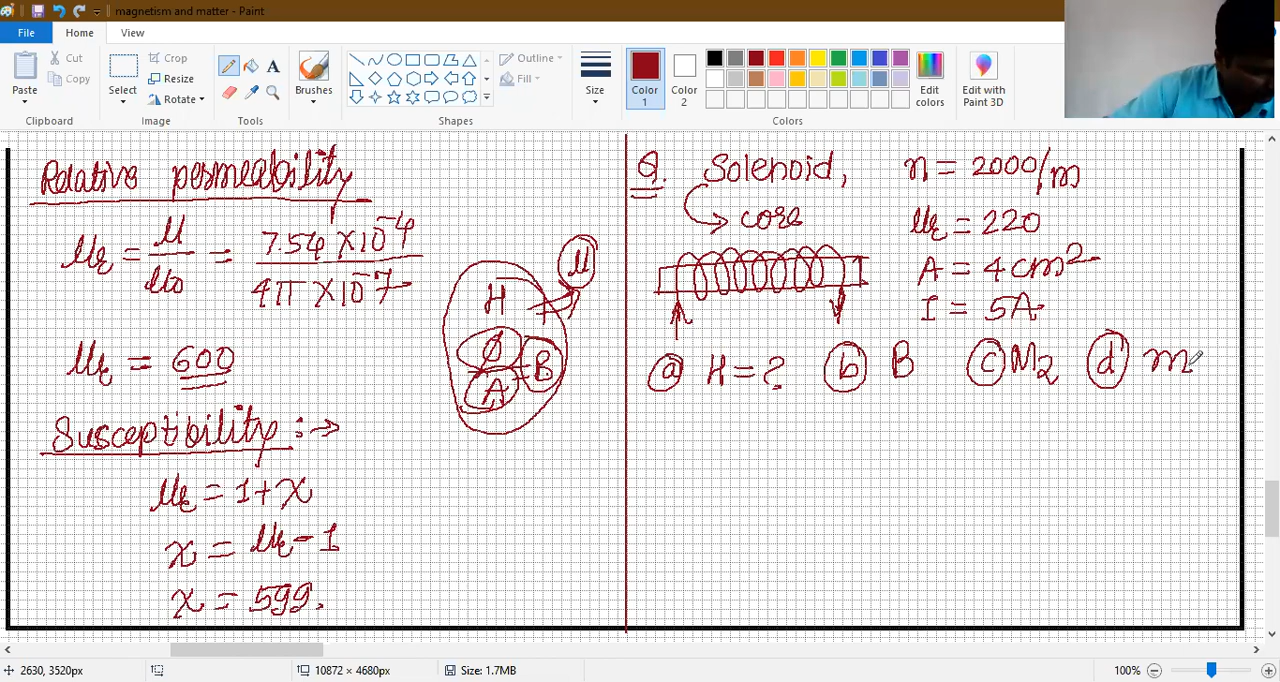 magnetism and matter - Paint
File Home View
Paste Cut Copy Clipboard
Select Crop Resize Rotate Image
Tools
Brushes
Shapes
Outline Fill
Size
Color 1
Color 2
Colors
Edit colors
Edit with Paint 3D
Relative permeability
μr = μ/μ0 = 7.54 × 10⁻⁴ / 4π × 10⁻⁷
μr = 600
Susceptibility :→
μr = 1 + χ
χ = μr - 1
χ = 599.
H μ
Ø/A = B
Q. Solenoid, n = 2000/m
→ core μr = 220
A = 4 cm²
I = 5A
a H = ? b B c Mz d m
2630, 3520px 10872 × 4680px Size: 1.7MB 100%